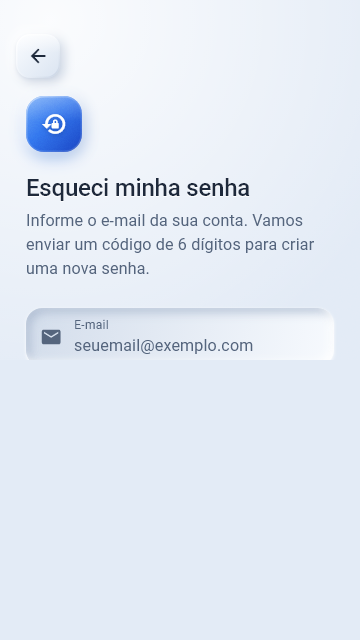 Esqueci minha senha
Informe o e-mail da sua conta. Vamos
enviar um código de 6 dígitos para criar
uma nova senha.
E-mail
seuemail@exemplo.com